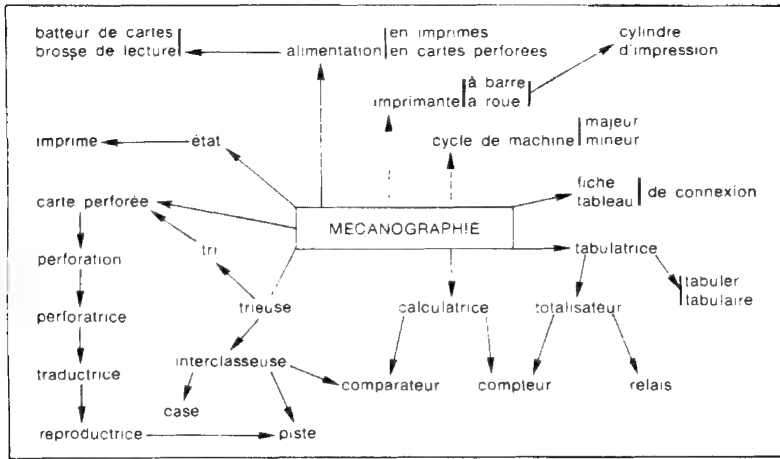 batteur de cartes
brosse de lecture
alimentation
en imprimés
en cartes perforées
cylindre
d'impression
imprimante
à barre
à roue
cycle de machine
majeur
mineur
imprime
état
carte perforée
fiche
tableau
de connexion
MECANOGRAPHIE
tri
tabulatrice
perforation
tabuler
tabulaire
perforatrice
trieuse
calculatrice
totalisateur
traductrice
interclasseuse
comparateur
compteur
relais
case
reproductrice
piste